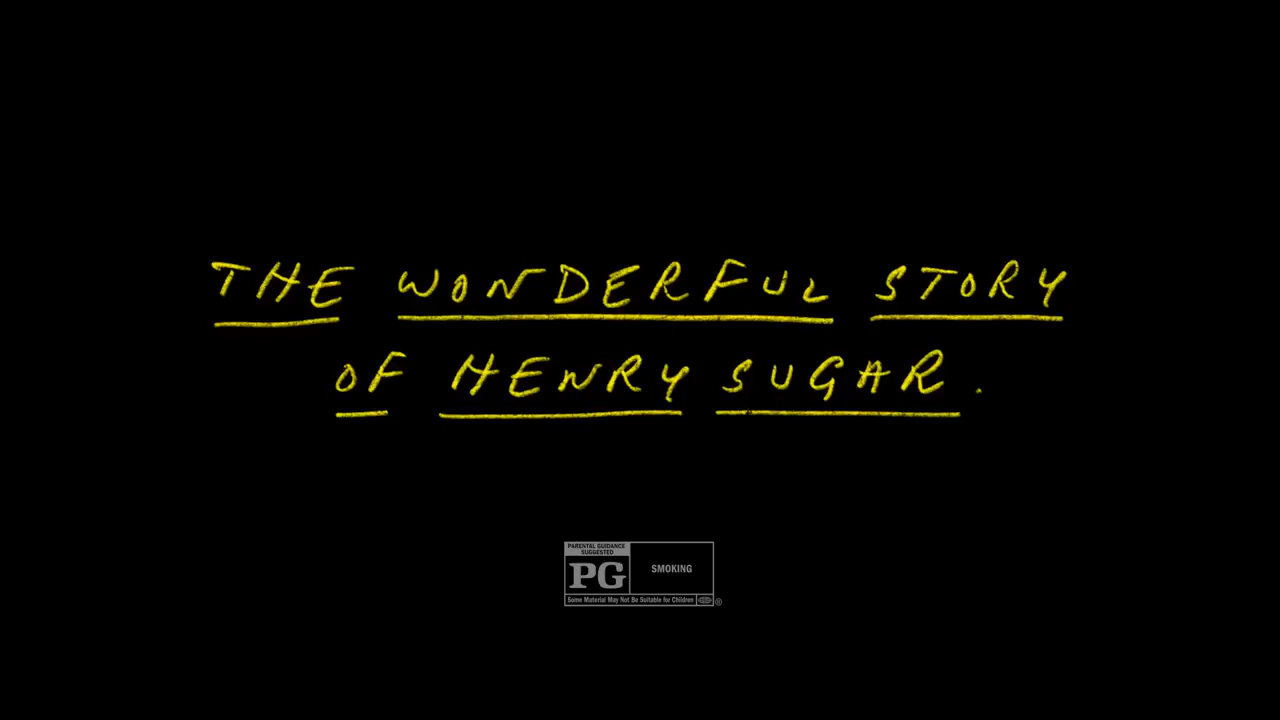 THE WONDERFUL STORY
OF HENRY SUGAR.
PARENTAL GUIDANCE
SUGGESTED
PG
SMOKING
Some Material May Not Be Suitable for Children
®